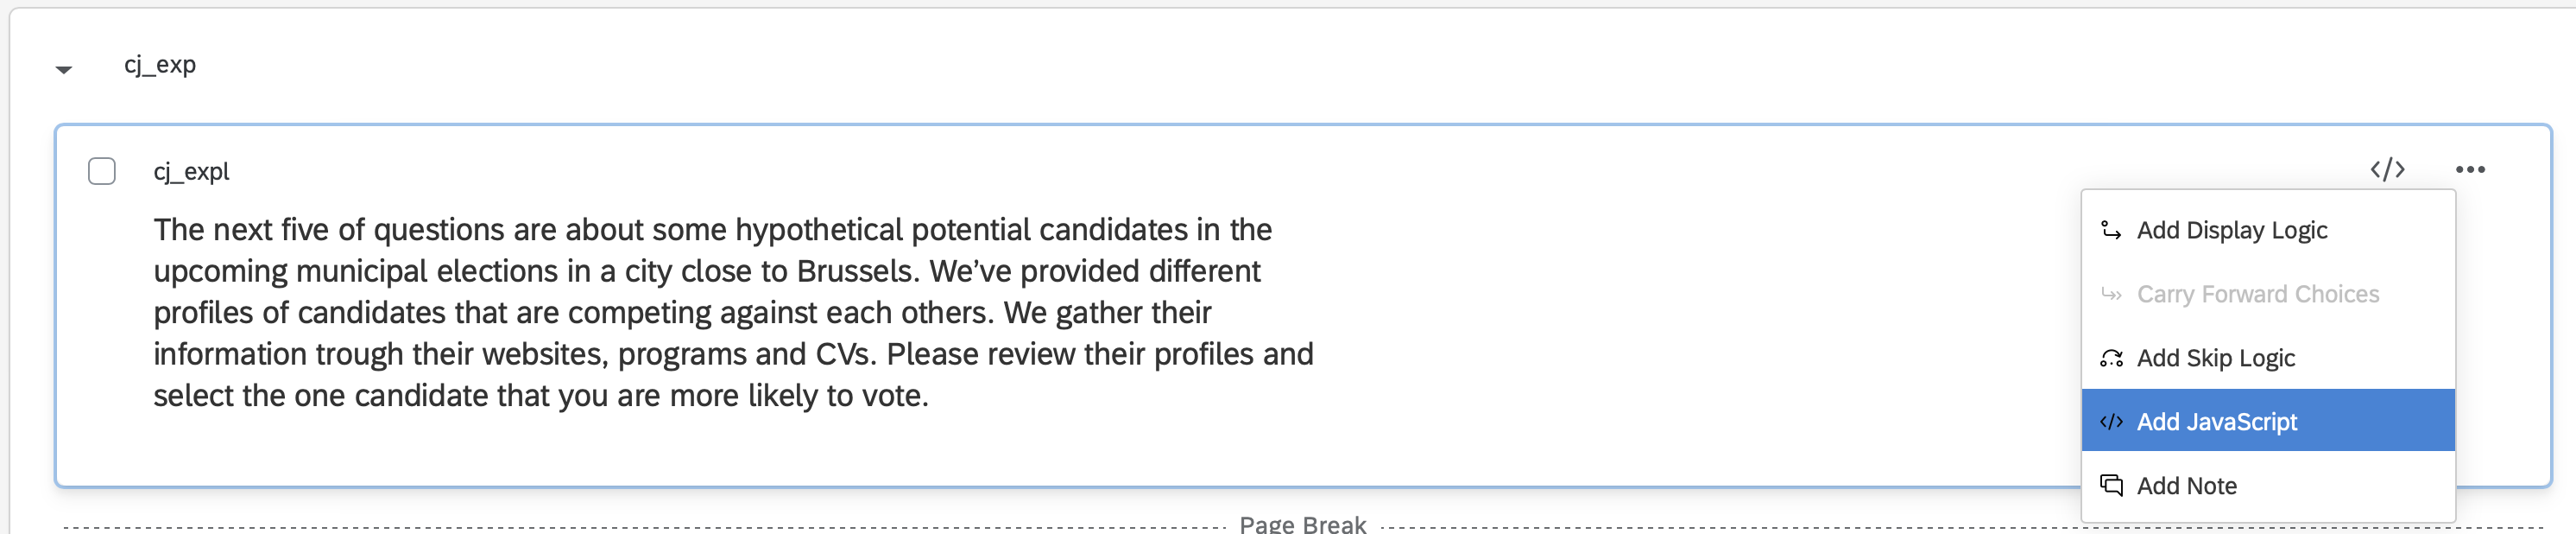 cj_exp
cj_expl
The next five of questions are about some hypothetical potential candidates in the
upcoming municipal elections in a city close to Brussels. We’ve provided different
profiles of candidates that are competing against each others. We gather their
information trough their websites, programs and CVs. Please review their profiles and
select the one candidate that you are more likely to vote.
Add Display Logic
Carry Forward Choices
Add Skip Logic
Add JavaScript
Add Note
Page Break